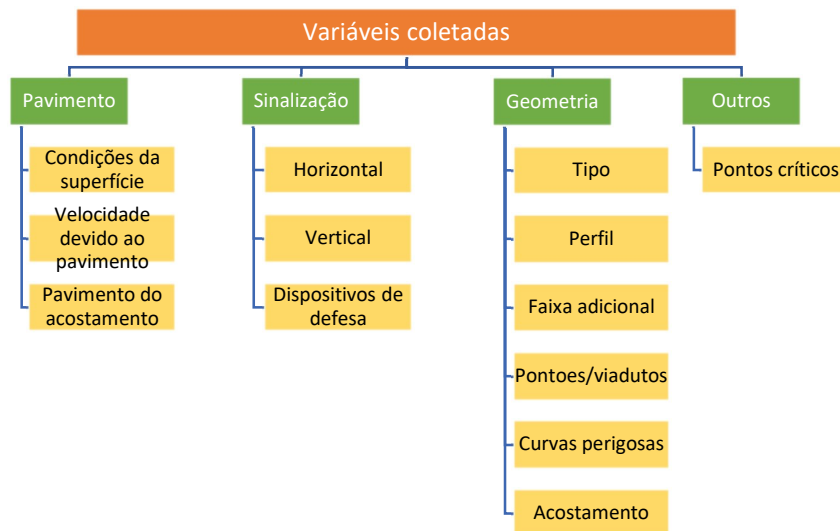 Variáveis coletadas
Pavimento
Condições da
superfície
Velocidade
devido ao
pavimento
Pavimento do
acostamento
Sinalização
Horizontal
Vertical
Dispositivos de
defesa
Geometria
Tipo
Perfil
Faixa adicional
Pontoes/viadutos
Curvas perigosas
Acostamento
Outros
Pontos críticos